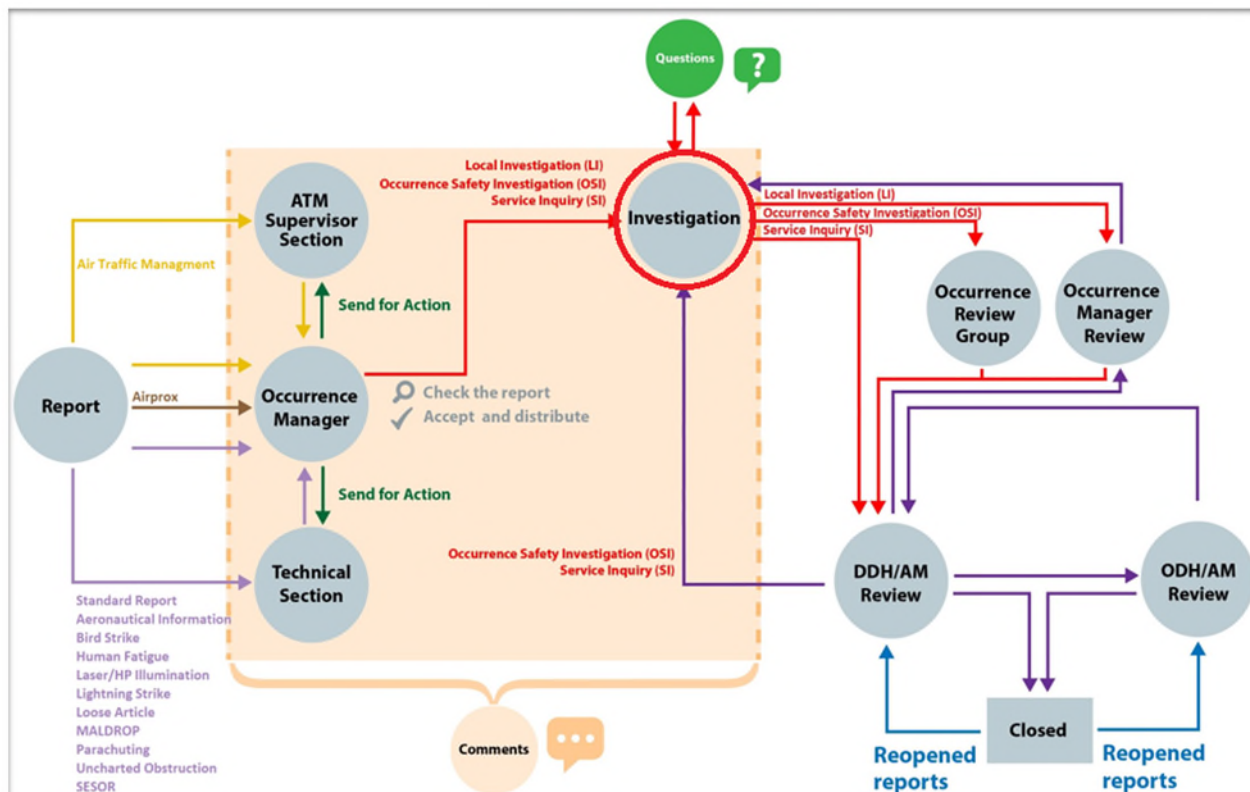 Questions
?
Local Investigation (LI)
Occurrence Safety Investigation (OSI)
Service Inquiry (SI)
ATM
Supervisor
Section
Investigation
Local Investigation (LI)
Occurrence Safety Investigation (OSI)
Service Inquiry (SI)
Air Traffic Managment
Send for Action
Occurrence
Review
Group
Occurrence
Manager
Review
Report
Airprox
Occurrence
Manager
Check the report
Accept and distribute
Send for Action
Technical
Section
Occurrence Safety Investigation (OSI)
Service Inquiry (SI)
DDH/AM
Review
ODH/AM
Review
Standard Report
Aeronautical Information
Bird Strike
Human Fatigue
Laser/HP Illumination
Lightning Strike
Loose Article
MALDROP
Parachuting
Uncharted Obstruction
SESOR
Comments
Closed
Reopened
reports
Reopened
reports